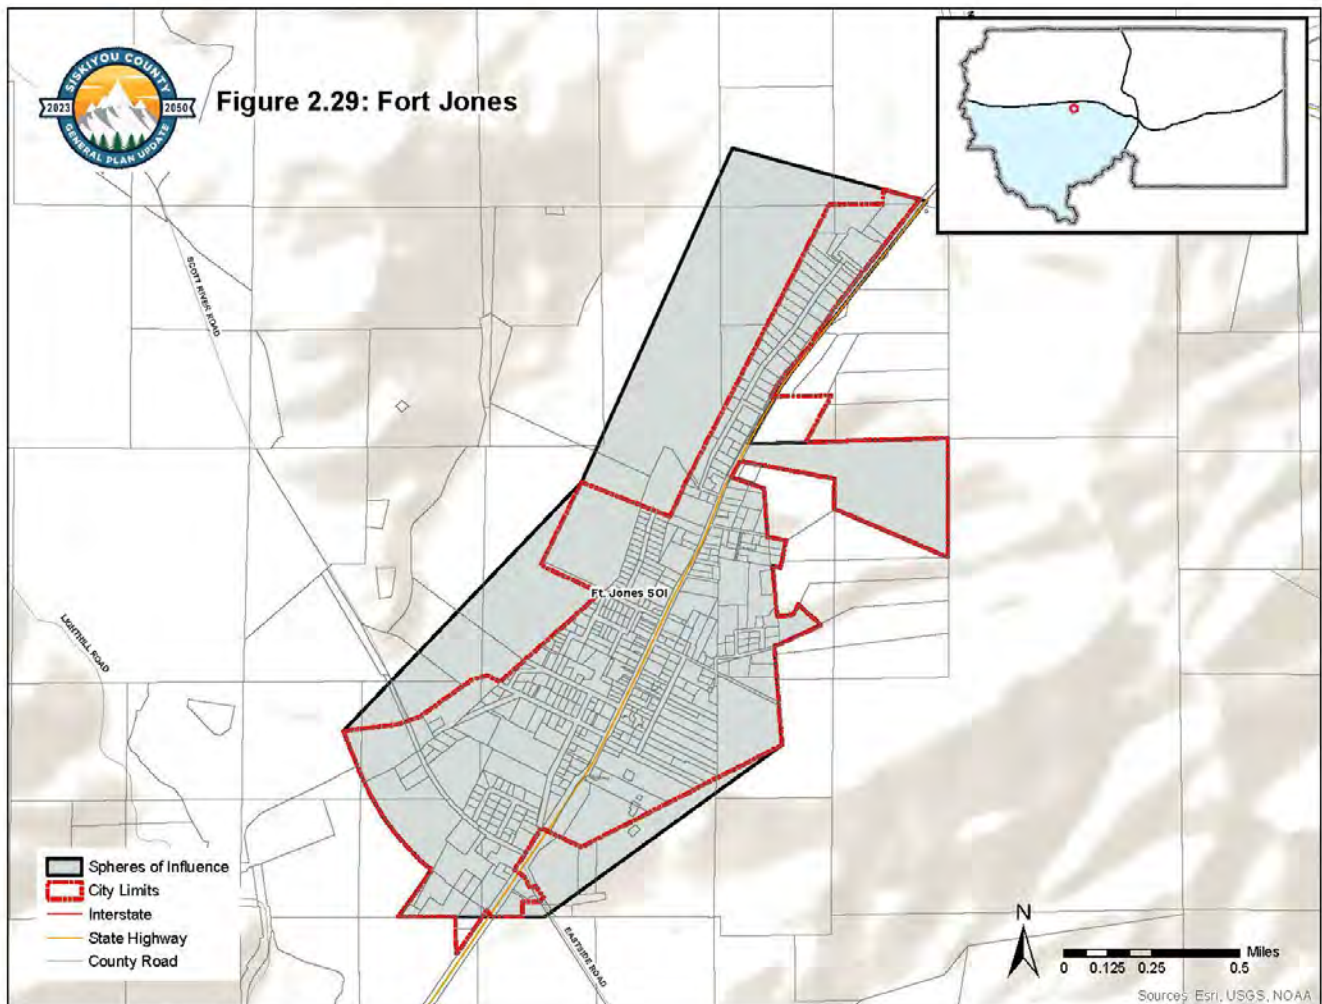 SISKIYOU COUNTY
2023 2050
GENERAL PLAN UPDATE
Figure 2.29: Fort Jones
SCOTT RIVER ROAD
Ft. Jones SOI
LIGHTHILL ROAD
Spheres of Influence
City Limits
Interstate
State Highway
County Road
EASTSIDE ROAD
N
Miles
0 0.125 0.25 0.5
Sources: Esri, USGS, NOAA